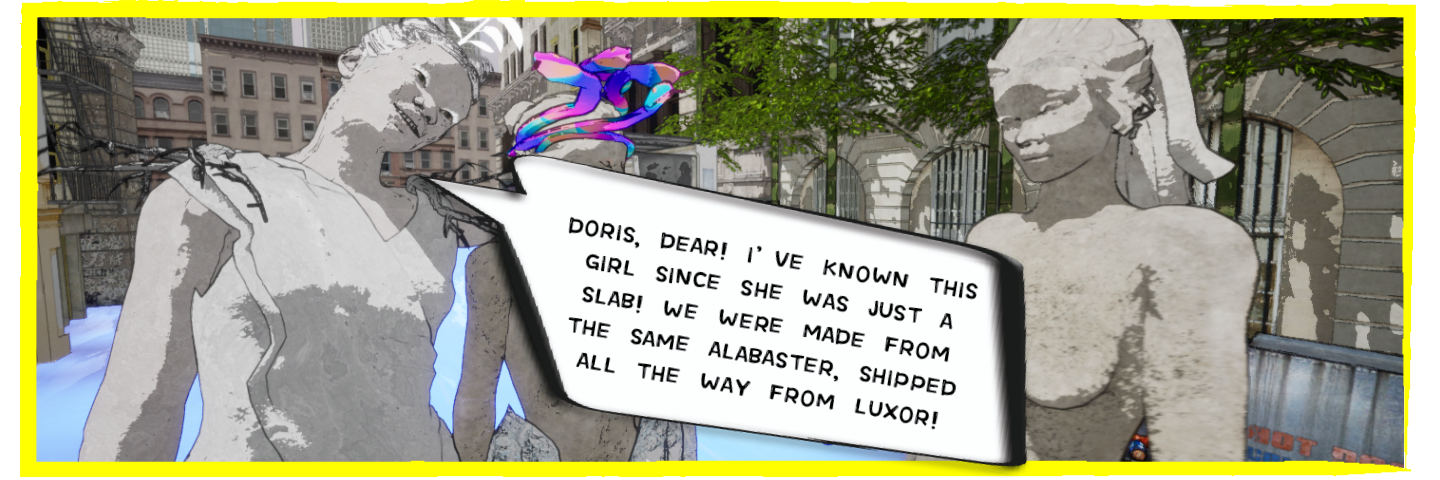 DORIS, DEAR! I'VE KNOWN THIS
GIRL SINCE SHE WAS JUST A
SLAB! WE WERE MADE FROM
THE SAME ALABASTER, SHIPPED
ALL THE WAY FROM LUXOR!